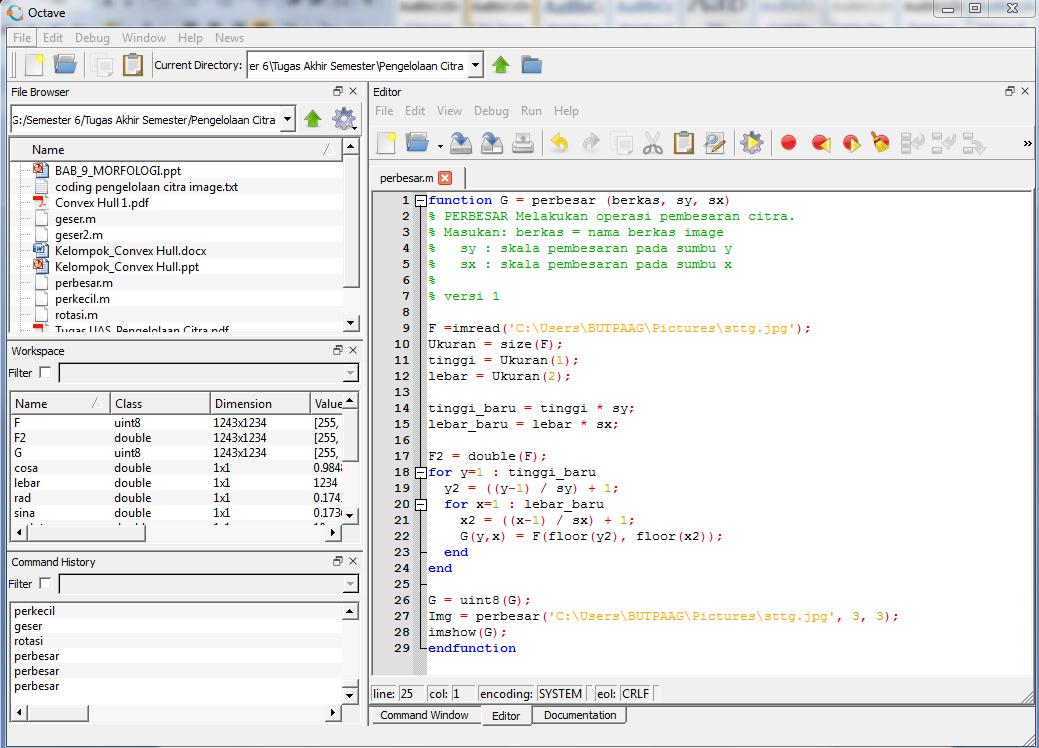 Octave
File Edit Debug Window Help News
Current Directory: er 6\Tugas Akhir Semester\Pengelolaan Citra
File Browser
G:/Semester 6/Tugas Akhir Semester/Pengelolaan Citra
Name
BAB_9_MORFOLOGI.ppt
coding pengelolaan citra image.txt
Convex Hull 1.pdf
geser.m
geser2.m
Kelompok_Convex Hull.docx
Kelompok_Convex Hull.ppt
perbesar.m
perkecil.m
rotasi.m
Tugas UAS Pengelolaan Citra.pdf
Workspace
Filter
Name Class Dimension Value
F uint8 1243x1234 [255,
F2 double 1243x1234 [255,
G uint8 1243x1234 [255,
cosa double 1x1 0.984
lebar double 1x1 1234
rad double 1x1 0.174
sina double 1x1 0.173
Command History
Filter
perkecil
geser
rotasi
perbesar
perbesar
perbesar
Editor
File Edit View Debug Run Help
perbesar.m
1 function G = perbesar (berkas, sy, sx)
2 % PERBESAR Melakukan operasi pembesaran citra.
3 % Masukan: berkas = nama berkas image
4 %   sy : skala pembesaran pada sumbu y
5 %   sx : skala pembesaran pada sumbu x
6 %
7 % versi 1
8
9 F =imread('C:\Users\BUTPAAG\Pictures\sttg.jpg');
10 Ukuran = size(F);
11 tinggi = Ukuran(1);
12 lebar = Ukuran(2);
13
14 tinggi_baru = tinggi * sy;
15 lebar_baru = lebar * sx;
16
17 F2 = double(F);
18 for y=1 : tinggi_baru
19   y2 = ((y-1) / sy) + 1;
20   for x=1 : lebar_baru
21     x2 = ((x-1) / sx) + 1;
22     G(y,x) = F(floor(y2), floor(x2));
23   end
24 end
25
26 G = uint8(G);
27 Img = perbesar('C:\Users\BUTPAAG\Pictures\sttg.jpg', 3, 3);
28 imshow(G);
29 endfunction
line: 25 col: 1 encoding: SYSTEM eol: CRLF
Command Window Editor Documentation